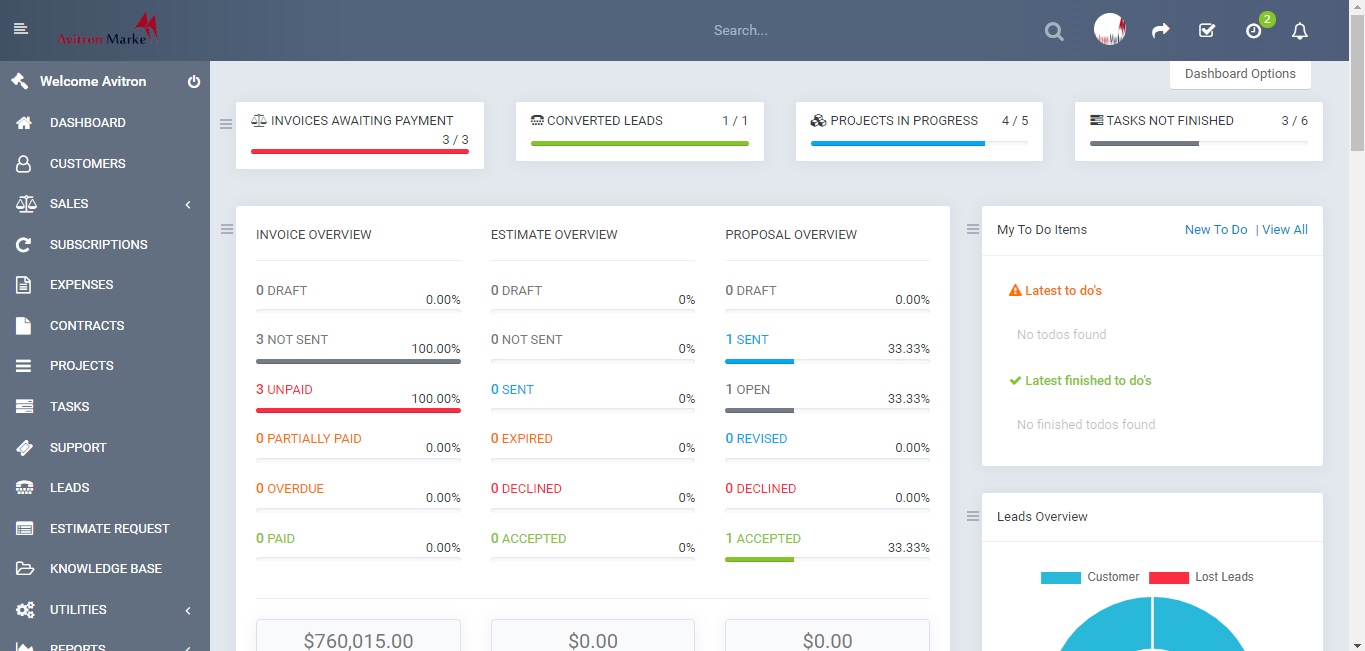 Avitron Marke
Search...
2
Welcome Avitron
DASHBOARD
CUSTOMERS
SALES
SUBSCRIPTIONS
EXPENSES
CONTRACTS
PROJECTS
TASKS
SUPPORT
LEADS
ESTIMATE REQUEST
KNOWLEDGE BASE
UTILITIES
REPORTS
Dashboard Options
INVOICES AWAITING PAYMENT
3 / 3
CONVERTED LEADS 1 / 1
PROJECTS IN PROGRESS 4 / 5
TASKS NOT FINISHED 3 / 6
INVOICE OVERVIEW
0 DRAFT
0.00%
3 NOT SENT
100.00%
3 UNPAID
100.00%
0 PARTIALLY PAID
0.00%
0 OVERDUE
0.00%
0 PAID
0.00%
$760,015.00
ESTIMATE OVERVIEW
0 DRAFT
0%
0 NOT SENT
0%
0 SENT
0%
0 EXPIRED
0%
0 DECLINED
0%
0 ACCEPTED
0%
$0.00
PROPOSAL OVERVIEW
0 DRAFT
0.00%
1 SENT
33.33%
1 OPEN
33.33%
0 REVISED
0.00%
0 DECLINED
0.00%
1 ACCEPTED
33.33%
$0.00
My To Do Items New To Do | View All
Latest to do's
No todos found
Latest finished to do's
No finished todos found
Leads Overview
Customer Lost Leads